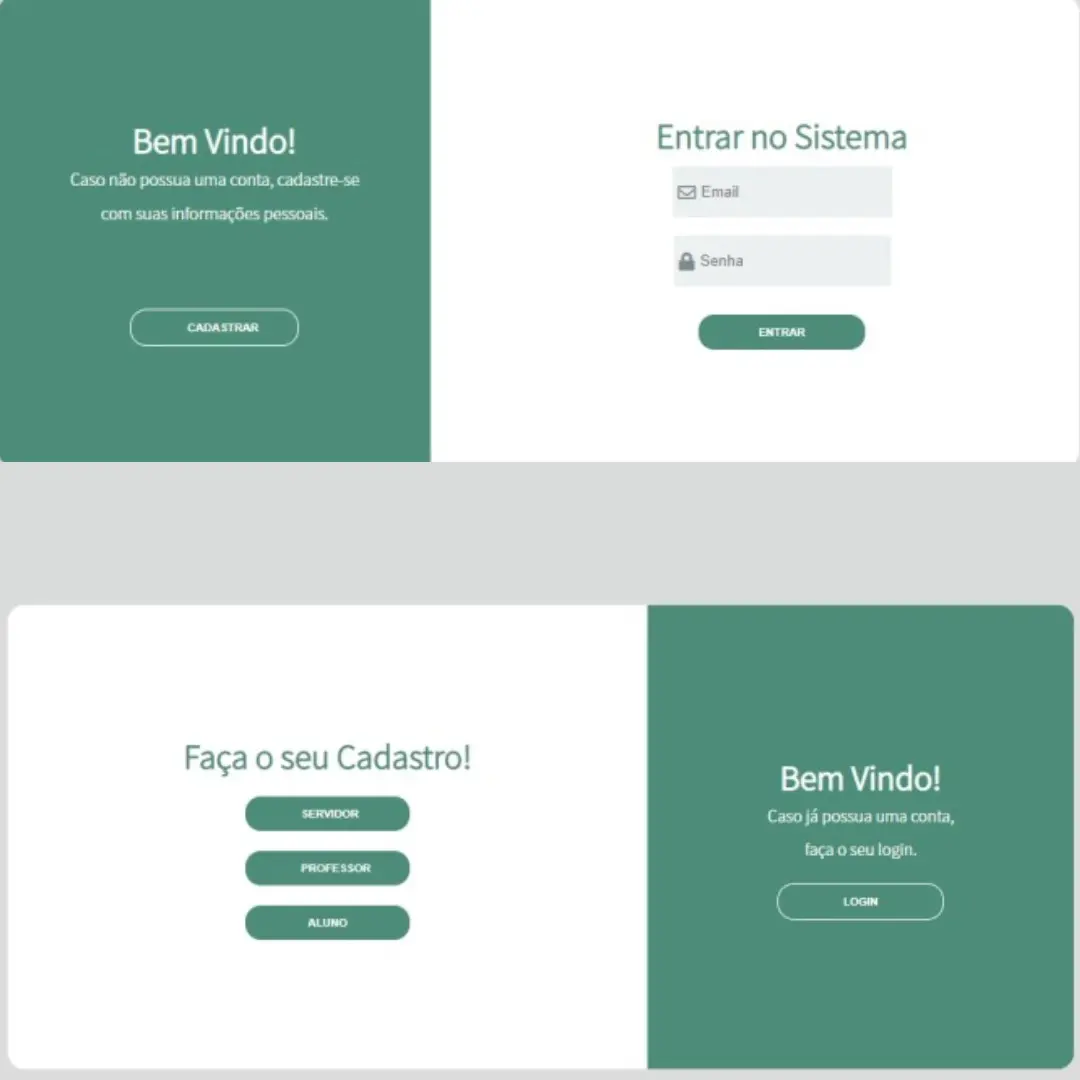 Bem Vindo!
Caso não possua uma conta, cadastre-se
com suas informações pessoais.
CADASTRAR
Entrar no Sistema
Email
Senha
ENTRAR
Faça o seu Cadastro!
SERVIDOR
PROFESSOR
ALUNO
Bem Vindo!
Caso já possua uma conta,
faça o seu login.
LOGIN